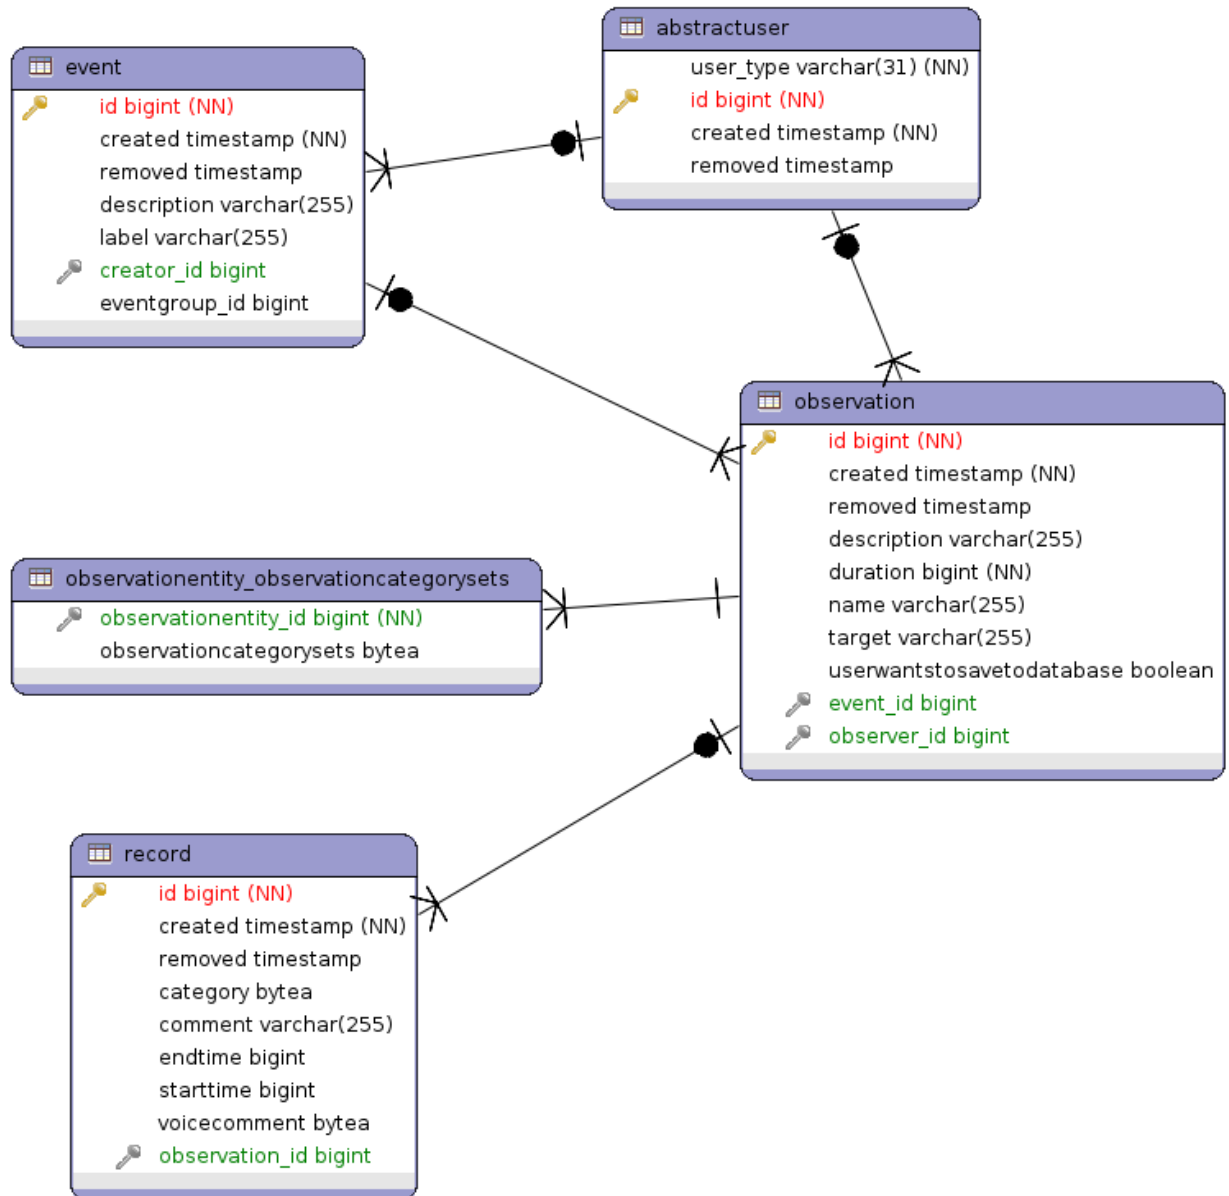 event
id bigint (NN)
created timestamp (NN)
removed timestamp
description varchar(255)
label varchar(255)
creator_id bigint
eventgroup_id bigint
abstractuser
user_type varchar(31) (NN)
id bigint (NN)
created timestamp (NN)
removed timestamp
observation
id bigint (NN)
created timestamp (NN)
removed timestamp
description varchar(255)
duration bigint (NN)
name varchar(255)
target varchar(255)
userwantstosavetodatabase boolean
event_id bigint
observer_id bigint
observationentity_observationcategorysets
observationentity_id bigint (NN)
observationcategorysets bytea
record
id bigint (NN)
created timestamp (NN)
removed timestamp
category bytea
comment varchar(255)
endtime bigint
starttime bigint
voicecomment bytea
observation_id bigint